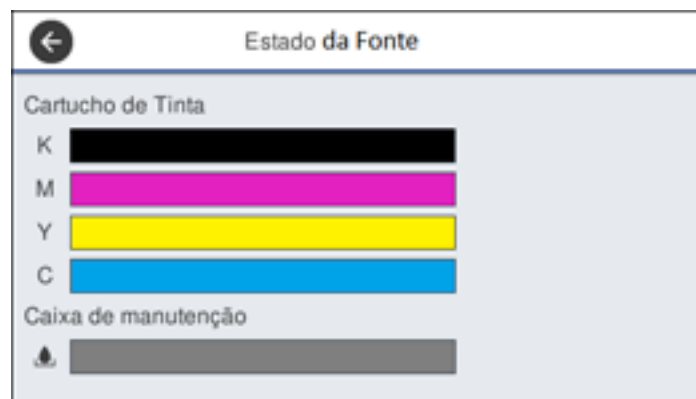 Estado da Fonte
Cartucho de Tinta
K
M
Y
C
Caixa de manutenção